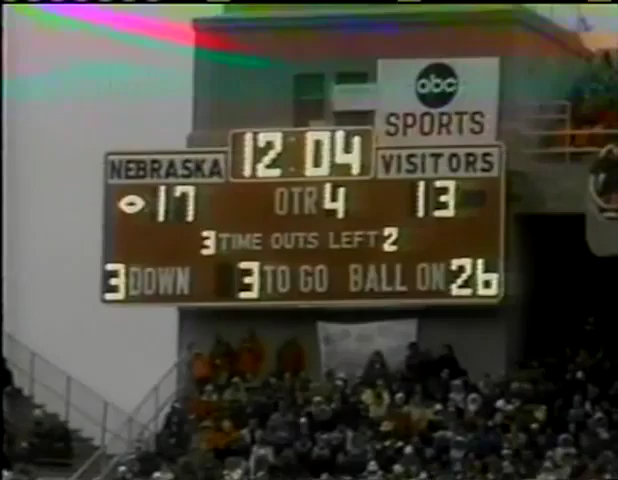 abc
SPORTS
NEBRASKA 12:04 VISITORS
17 QTR 4 13
3 TIME OUTS LEFT 2
3 DOWN 3 TO GO BALL ON 26